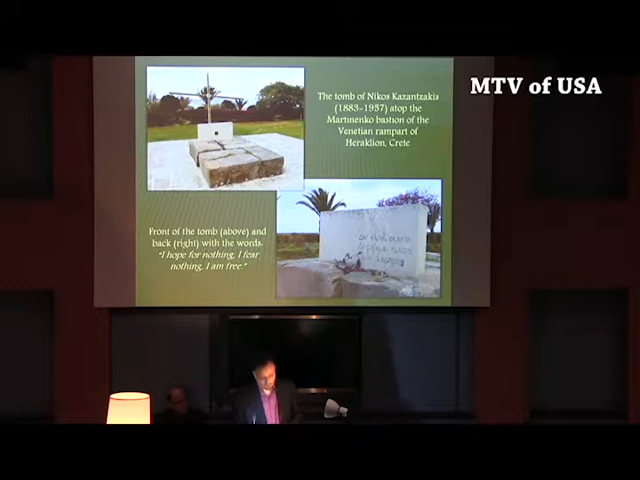 MTV of USA
The tomb of Nikos Kazantzakis
(1883-1957) atop the
Martinenko bastion of the
Venetian rampart of
Heraklion, Crete
Front of the tomb (above) and
back (right) with the words.
"I hope for nothing, I fear
nothing, I am free."